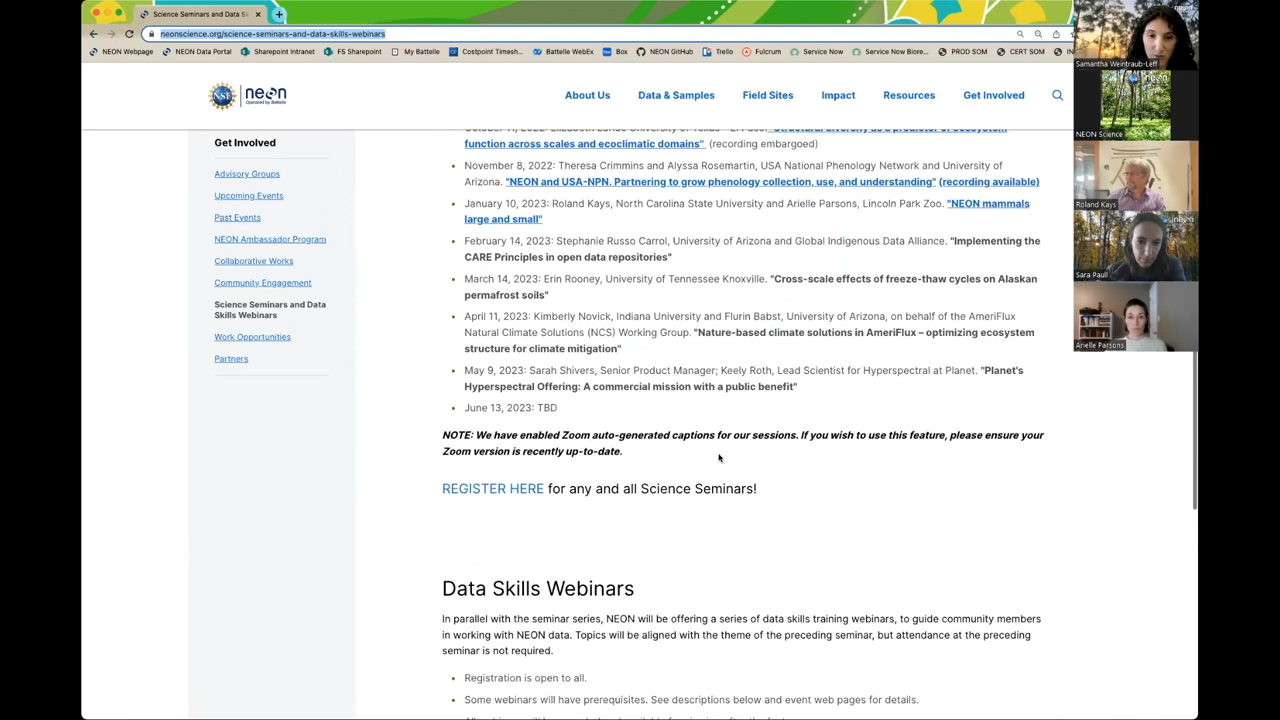 Science Seminars and Data Sk
neonscience.org/science-seminars-and-data-skills-webinars
NEON Webpage
NEON Data Portal
Sharepoint Intranet
FS Sharepoint
My Battelle
Costpoint Timesh...
Battelle WebEx
Box
NEON GitHub
Trello
Fulcrum
Service Now
Service Now Biore...
PROD SOM
CERT SOM
NSF
neon
Operated by Battelle
About Us
Data & Samples
Field Sites
Impact
Resources
Get Involved
Get Involved
Advisory Groups
Upcoming Events
Past Events
NEON Ambassador Program
Collaborative Works
Community Engagement
Science Seminars and Data
Skills Webinars
Work Opportunities
Partners
function across scales and ecoclimatic domains" (recording embargoed)
November 8, 2022: Theresa Crimmins and Alyssa Rosemartin, USA National Phenology Network and University of
Arizona. "NEON and USA-NPN. Partnering to grow phenology collection, use, and understanding" (recording available)
January 10, 2023: Roland Kays, North Carolina State University and Arielle Parsons, Lincoln Park Zoo. "NEON mammals
large and small"
February 14, 2023: Stephanie Russo Carrol, University of Arizona and Global Indigenous Data Alliance. "Implementing the
CARE Principles in open data repositories"
March 14, 2023: Erin Rooney, University of Tennessee Knoxville. "Cross-scale effects of freeze-thaw cycles on Alaskan
permafrost soils"
April 11, 2023: Kimberly Novick, Indiana University and Flurin Babst, University of Arizona, on behalf of the AmeriFlux
Natural Climate Solutions (NCS) Working Group. "Nature-based climate solutions in AmeriFlux – optimizing ecosystem
structure for climate mitigation"
May 9, 2023: Sarah Shivers, Senior Product Manager; Keely Roth, Lead Scientist for Hyperspectral at Planet. "Planet's
Hyperspectral Offering: A commercial mission with a public benefit"
June 13, 2023: TBD
NOTE: We have enabled Zoom auto-generated captions for our sessions. If you wish to use this feature, please ensure your
Zoom version is recently up-to-date.
REGISTER HERE for any and all Science Seminars!
Data Skills Webinars
In parallel with the seminar series, NEON will be offering a series of data skills training webinars, to guide community members
in working with NEON data. Topics will be aligned with the theme of the preceding seminar, but attendance at the preceding
seminar is not required.
Registration is open to all.
Some webinars will have prerequisites. See descriptions below and event web pages for details.
Samantha Weintraub-Leff
neon
NEON Science
Roland Kays
neon
Sara Paull
Arielle Parsons